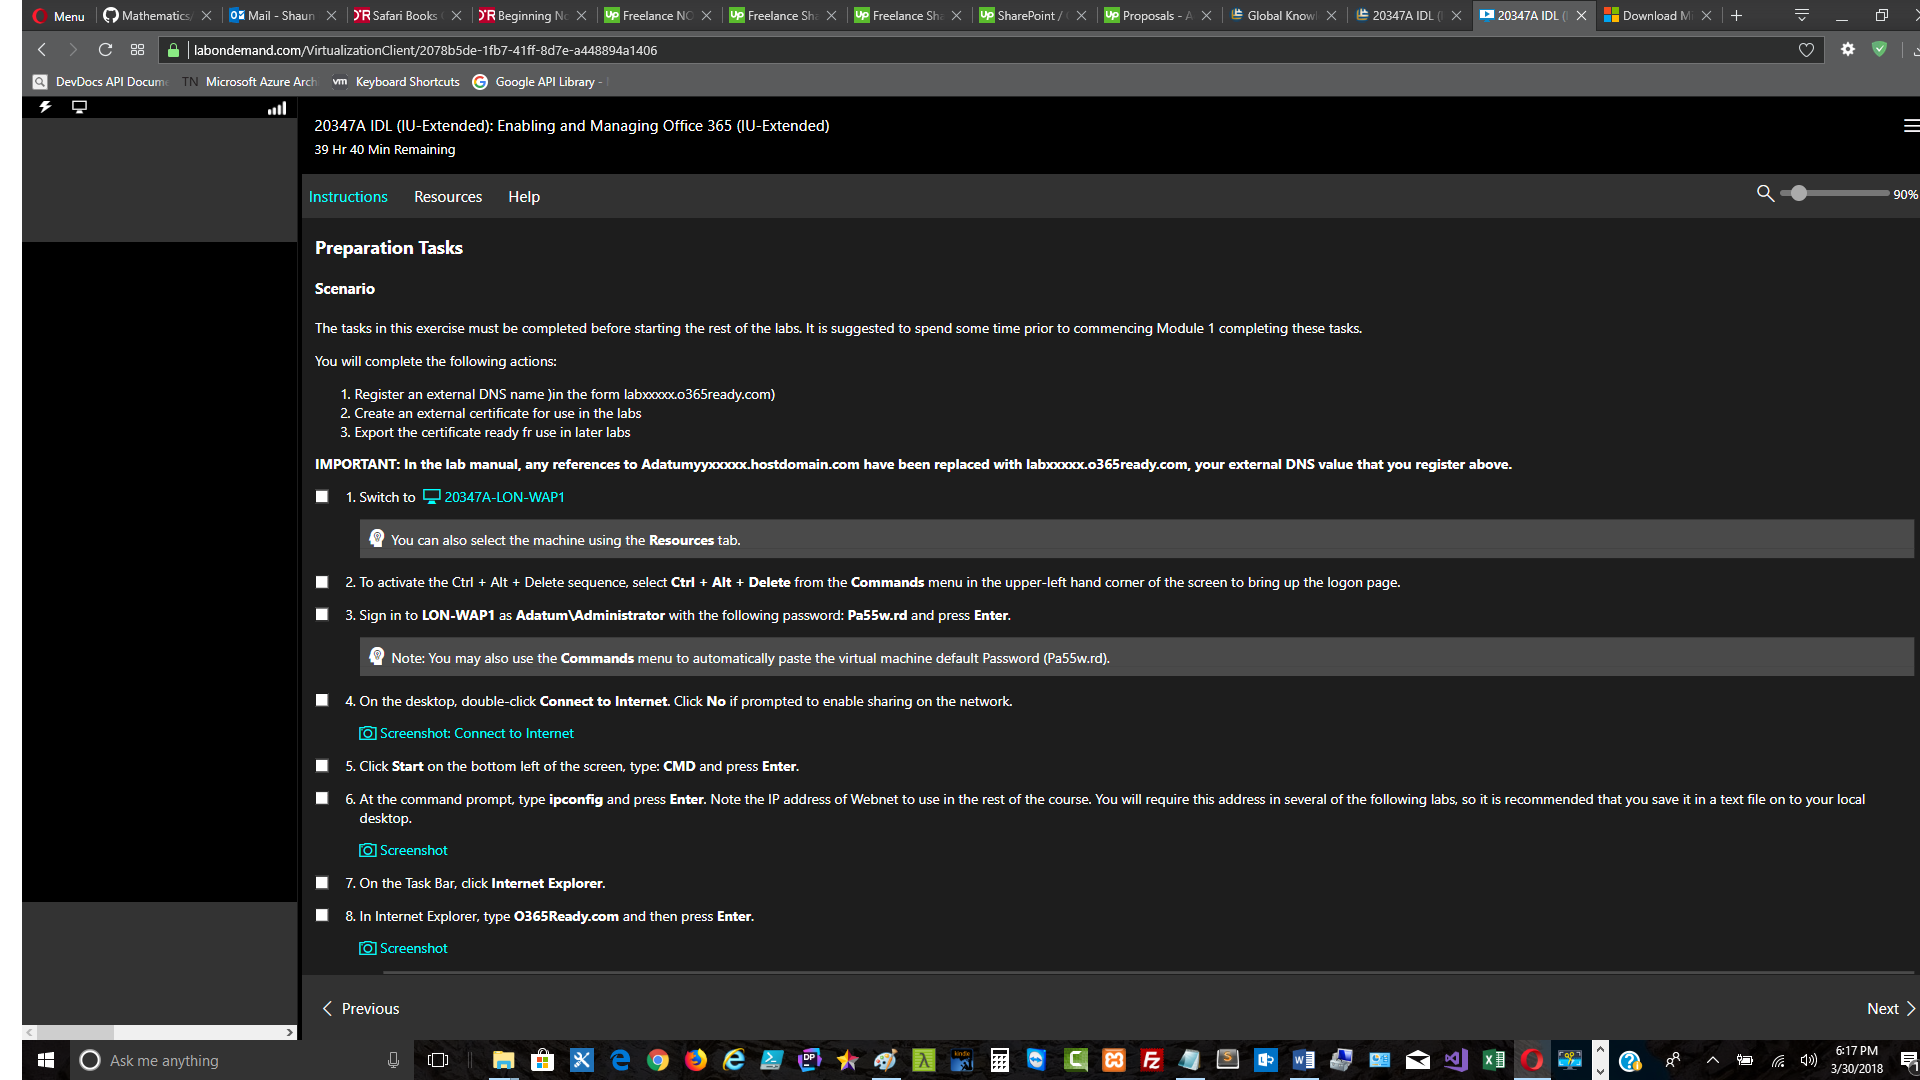 Menu
Mathematics
Mail - Shaun
Safari Books
Beginning No
Freelance NO
Freelance Sha
Freelance Sha
SharePoint /
Proposals - A
Global Knowl
20347A IDL (
20347A IDL (
Download Mi
labondemand.com/VirtualizationClient/2078b5de-1fb7-41ff-8d7e-a448894a1406
DevDocs API Docume
TN Microsoft Azure Arch
vm Keyboard Shortcuts
Google API Library -
20347A IDL (IU-Extended): Enabling and Managing Office 365 (IU-Extended)
39 Hr 40 Min Remaining
Instructions Resources Help
90%
Preparation Tasks
Scenario
The tasks in this exercise must be completed before starting the rest of the labs. It is suggested to spend some time prior to commencing Module 1 completing these tasks.
You will complete the following actions:
1. Register an external DNS name )in the form labxxxxx.o365ready.com)
2. Create an external certificate for use in the labs
3. Export the certificate ready fr use in later labs
IMPORTANT: In the lab manual, any references to Adatumyyxxxxx.hostdomain.com have been replaced with labxxxxx.o365ready.com, your external DNS value that you register above.
1. Switch to 20347A-LON-WAP1
You can also select the machine using the Resources tab.
2. To activate the Ctrl + Alt + Delete sequence, select Ctrl + Alt + Delete from the Commands menu in the upper-left hand corner of the screen to bring up the logon page.
3. Sign in to LON-WAP1 as Adatum\Administrator with the following password: Pa55w.rd and press Enter.
Note: You may also use the Commands menu to automatically paste the virtual machine default Password (Pa55w.rd).
4. On the desktop, double-click Connect to Internet. Click No if prompted to enable sharing on the network.
Screenshot: Connect to Internet
5. Click Start on the bottom left of the screen, type: CMD and press Enter.
6. At the command prompt, type ipconfig and press Enter. Note the IP address of Webnet to use in the rest of the course. You will require this address in several of the following labs, so it is recommended that you save it in a text file on to your local
desktop.
Screenshot
7. On the Task Bar, click Internet Explorer.
8. In Internet Explorer, type O365Ready.com and then press Enter.
Screenshot
Previous
Next
Ask me anything
6:17 PM
3/30/2018